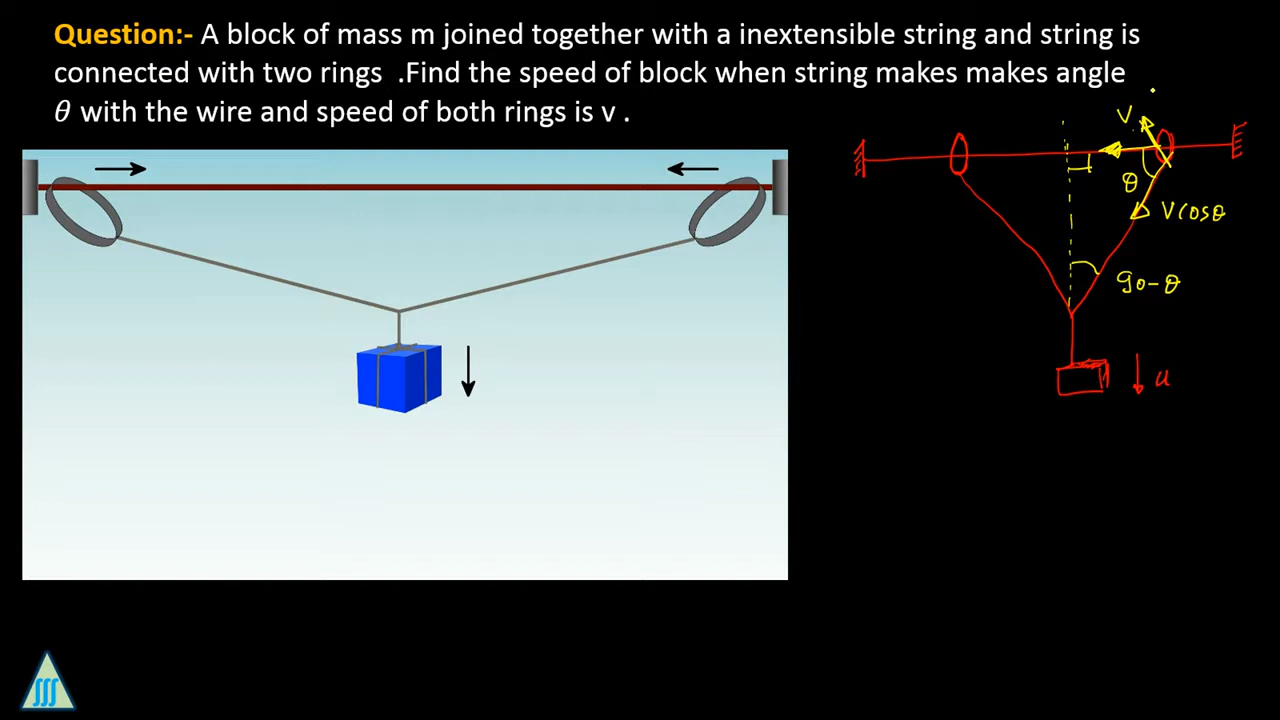 Question:- A block of mass m joined together with a inextensible string and string is
connected with two rings .Find the speed of block when string makes makes angle
θ with the wire and speed of both rings is v .
V
θ
V cosθ
90-θ
u
∫∫∫